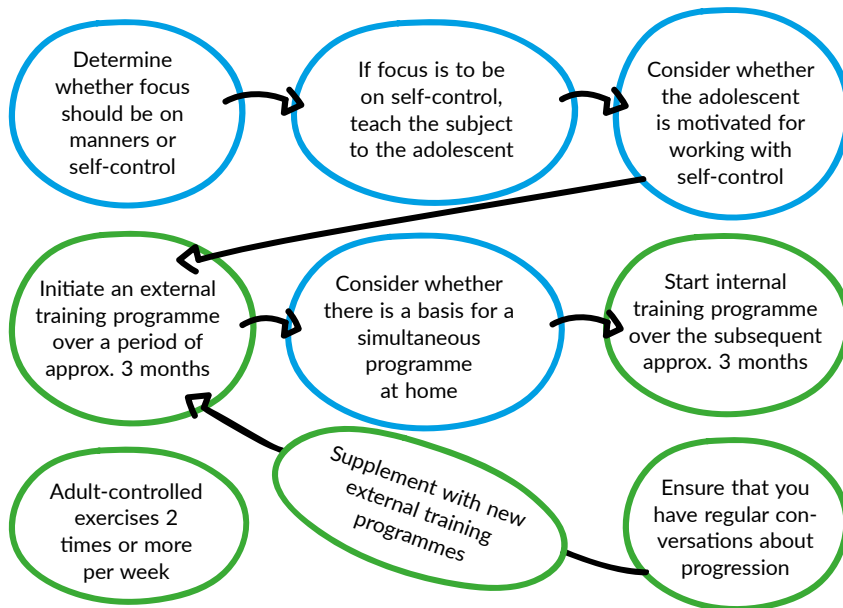 Determine
whether focus
should be on
manners or
self-control
If focus is to be
on self-control,
teach the subject
to the adolescent
Consider whether
the adolescent
is motivated for
working with
self-control
Initiate an external
training programme
over a period of
approx. 3 months
Consider whether
there is a basis for a
simultaneous
programme
at home
Start internal
training programme
over the subsequent
approx. 3 months
Adult-controlled
exercises 2
times or more
per week
Supplement with new
external training
programmes
Ensure that you
have regular con-
versations about
progression